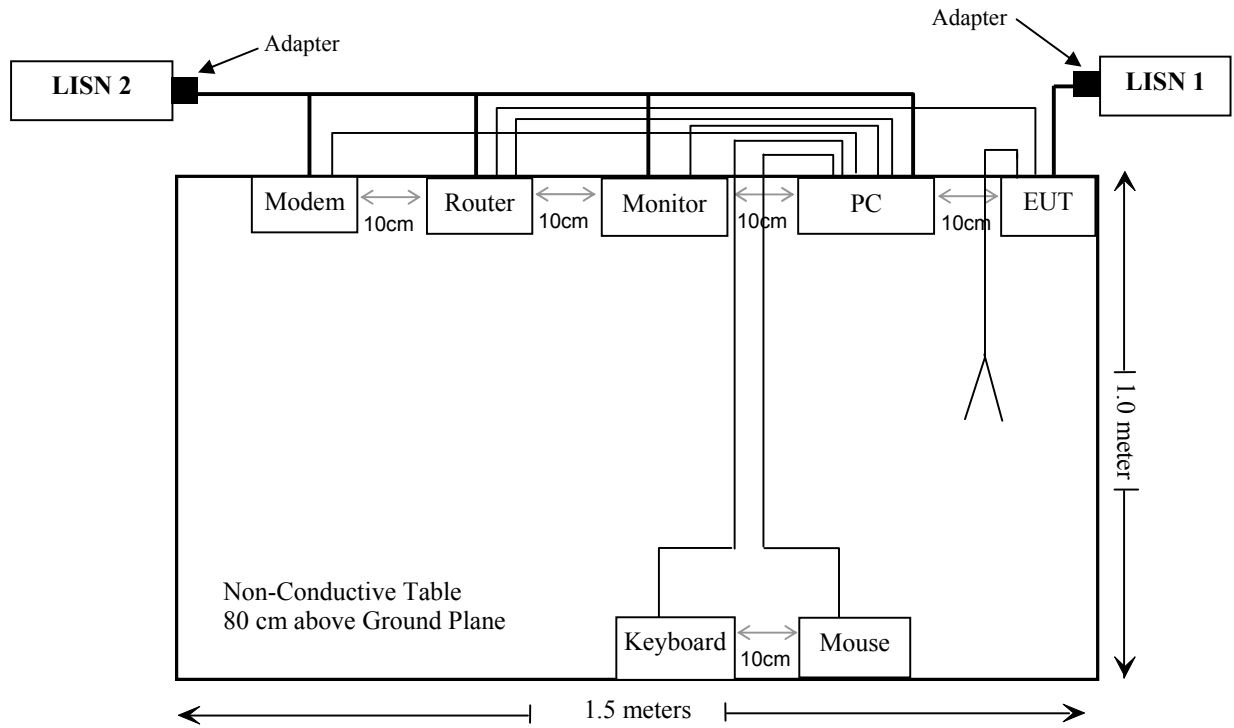 Adapter
Adapter
LISN 2
LISN 1
Modem
Router
Monitor
PC
EUT
10cm
10cm
10cm
10cm
1.0 meter
Non-Conductive Table
80 cm above Ground Plane
Keyboard
Mouse
10cm
1.5 meters